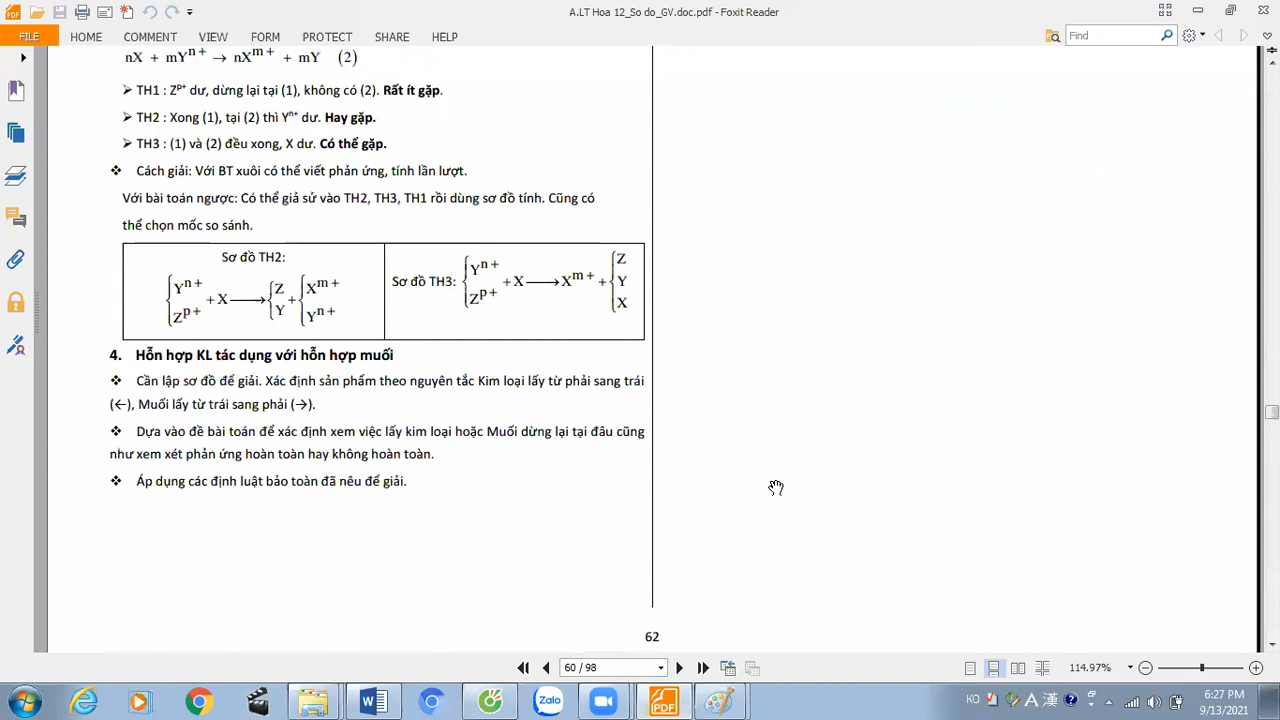 A.LT Hoa 12_So do_GV.doc.pdf - Foxit Reader
FILE HOME COMMENT VIEW FORM PROTECT SHARE HELP
Find
nX + mYⁿ⁺ → nXᵐ⁺ + mY (2)
➢ TH1 : Zᵖ⁺ dư, dừng lại tại (1), không có (2). Rất ít gặp.
➢ TH2 : Xong (1), tại (2) thì Yⁿ⁺ dư. Hay gặp.
➢ TH3 : (1) và (2) đều xong, X dư. Có thể gặp.
❖ Cách giải: Với BT xuôi có thể viết phản ứng, tính lần lượt.
Với bài toán ngược: Có thể giả sử vào TH2, TH3, TH1 rồi dùng sơ đồ tính. Cũng có
thể chọn mốc so sánh.
Sơ đồ TH2:
{Yⁿ⁺ Zᵖ⁺ + X ⟶ {Z Y + {Xᵐ⁺ Yⁿ⁺
Sơ đồ TH3: {Yⁿ⁺ Zᵖ⁺ + X ⟶ Xᵐ⁺ + {Z Y X
4. Hỗn hợp KL tác dụng với hỗn hợp muối
❖ Cần lập sơ đồ để giải. Xác định sản phẩm theo nguyên tắc Kim loại lấy từ phải sang trái
(←), Muối lấy từ trái sang phải (→).
❖ Dựa vào đề bài toán để xác định xem việc lấy kim loại hoặc Muối dừng lại tại đâu cũng
như xem xét phản ứng hoàn toàn hay không hoàn toàn.
❖ Áp dụng các định luật bảo toàn đã nêu để giải.
62
60 / 98
114.97%
Zalo
PDF
KO A 漢
6:27 PM
9/13/2021